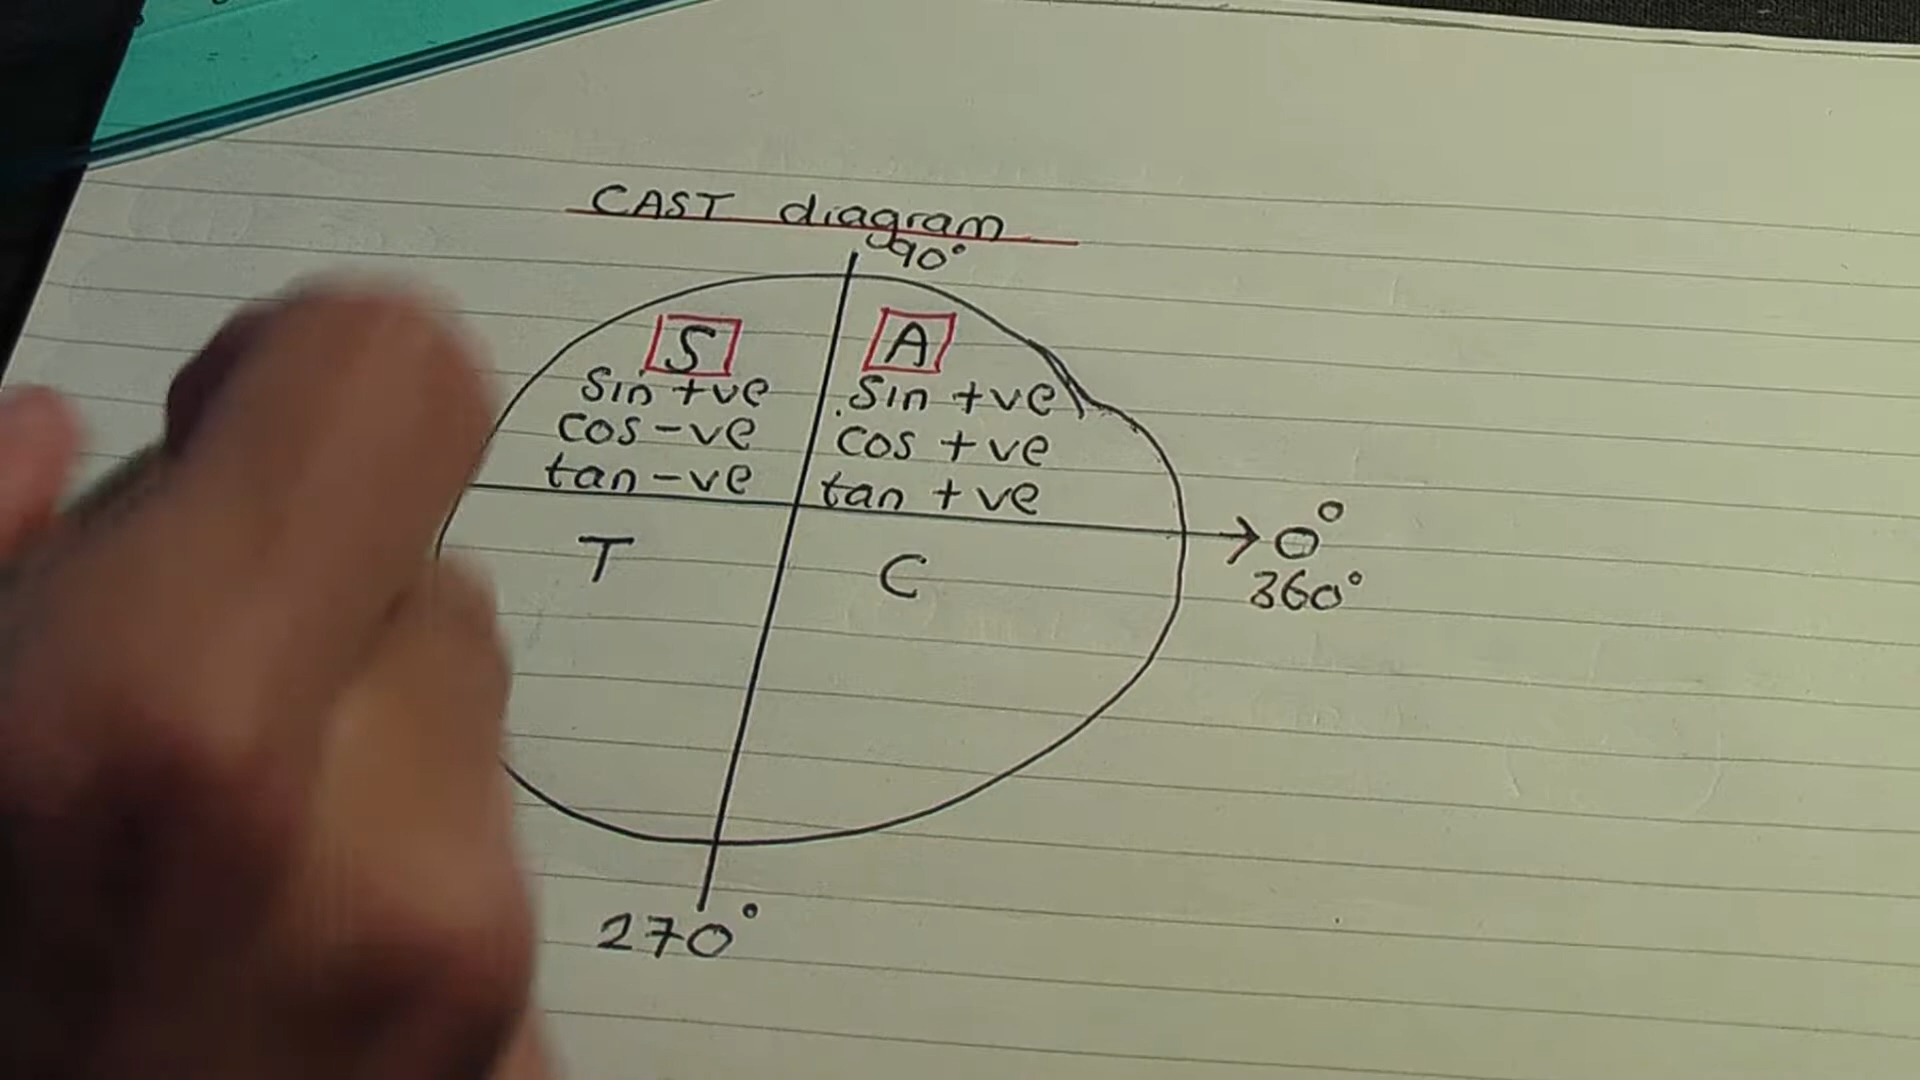 CAST diagram
90°
S
A
sin +ve
sin +ve
cos -ve
cos +ve
tan -ve
tan +ve
0°
T
C
360°
270°